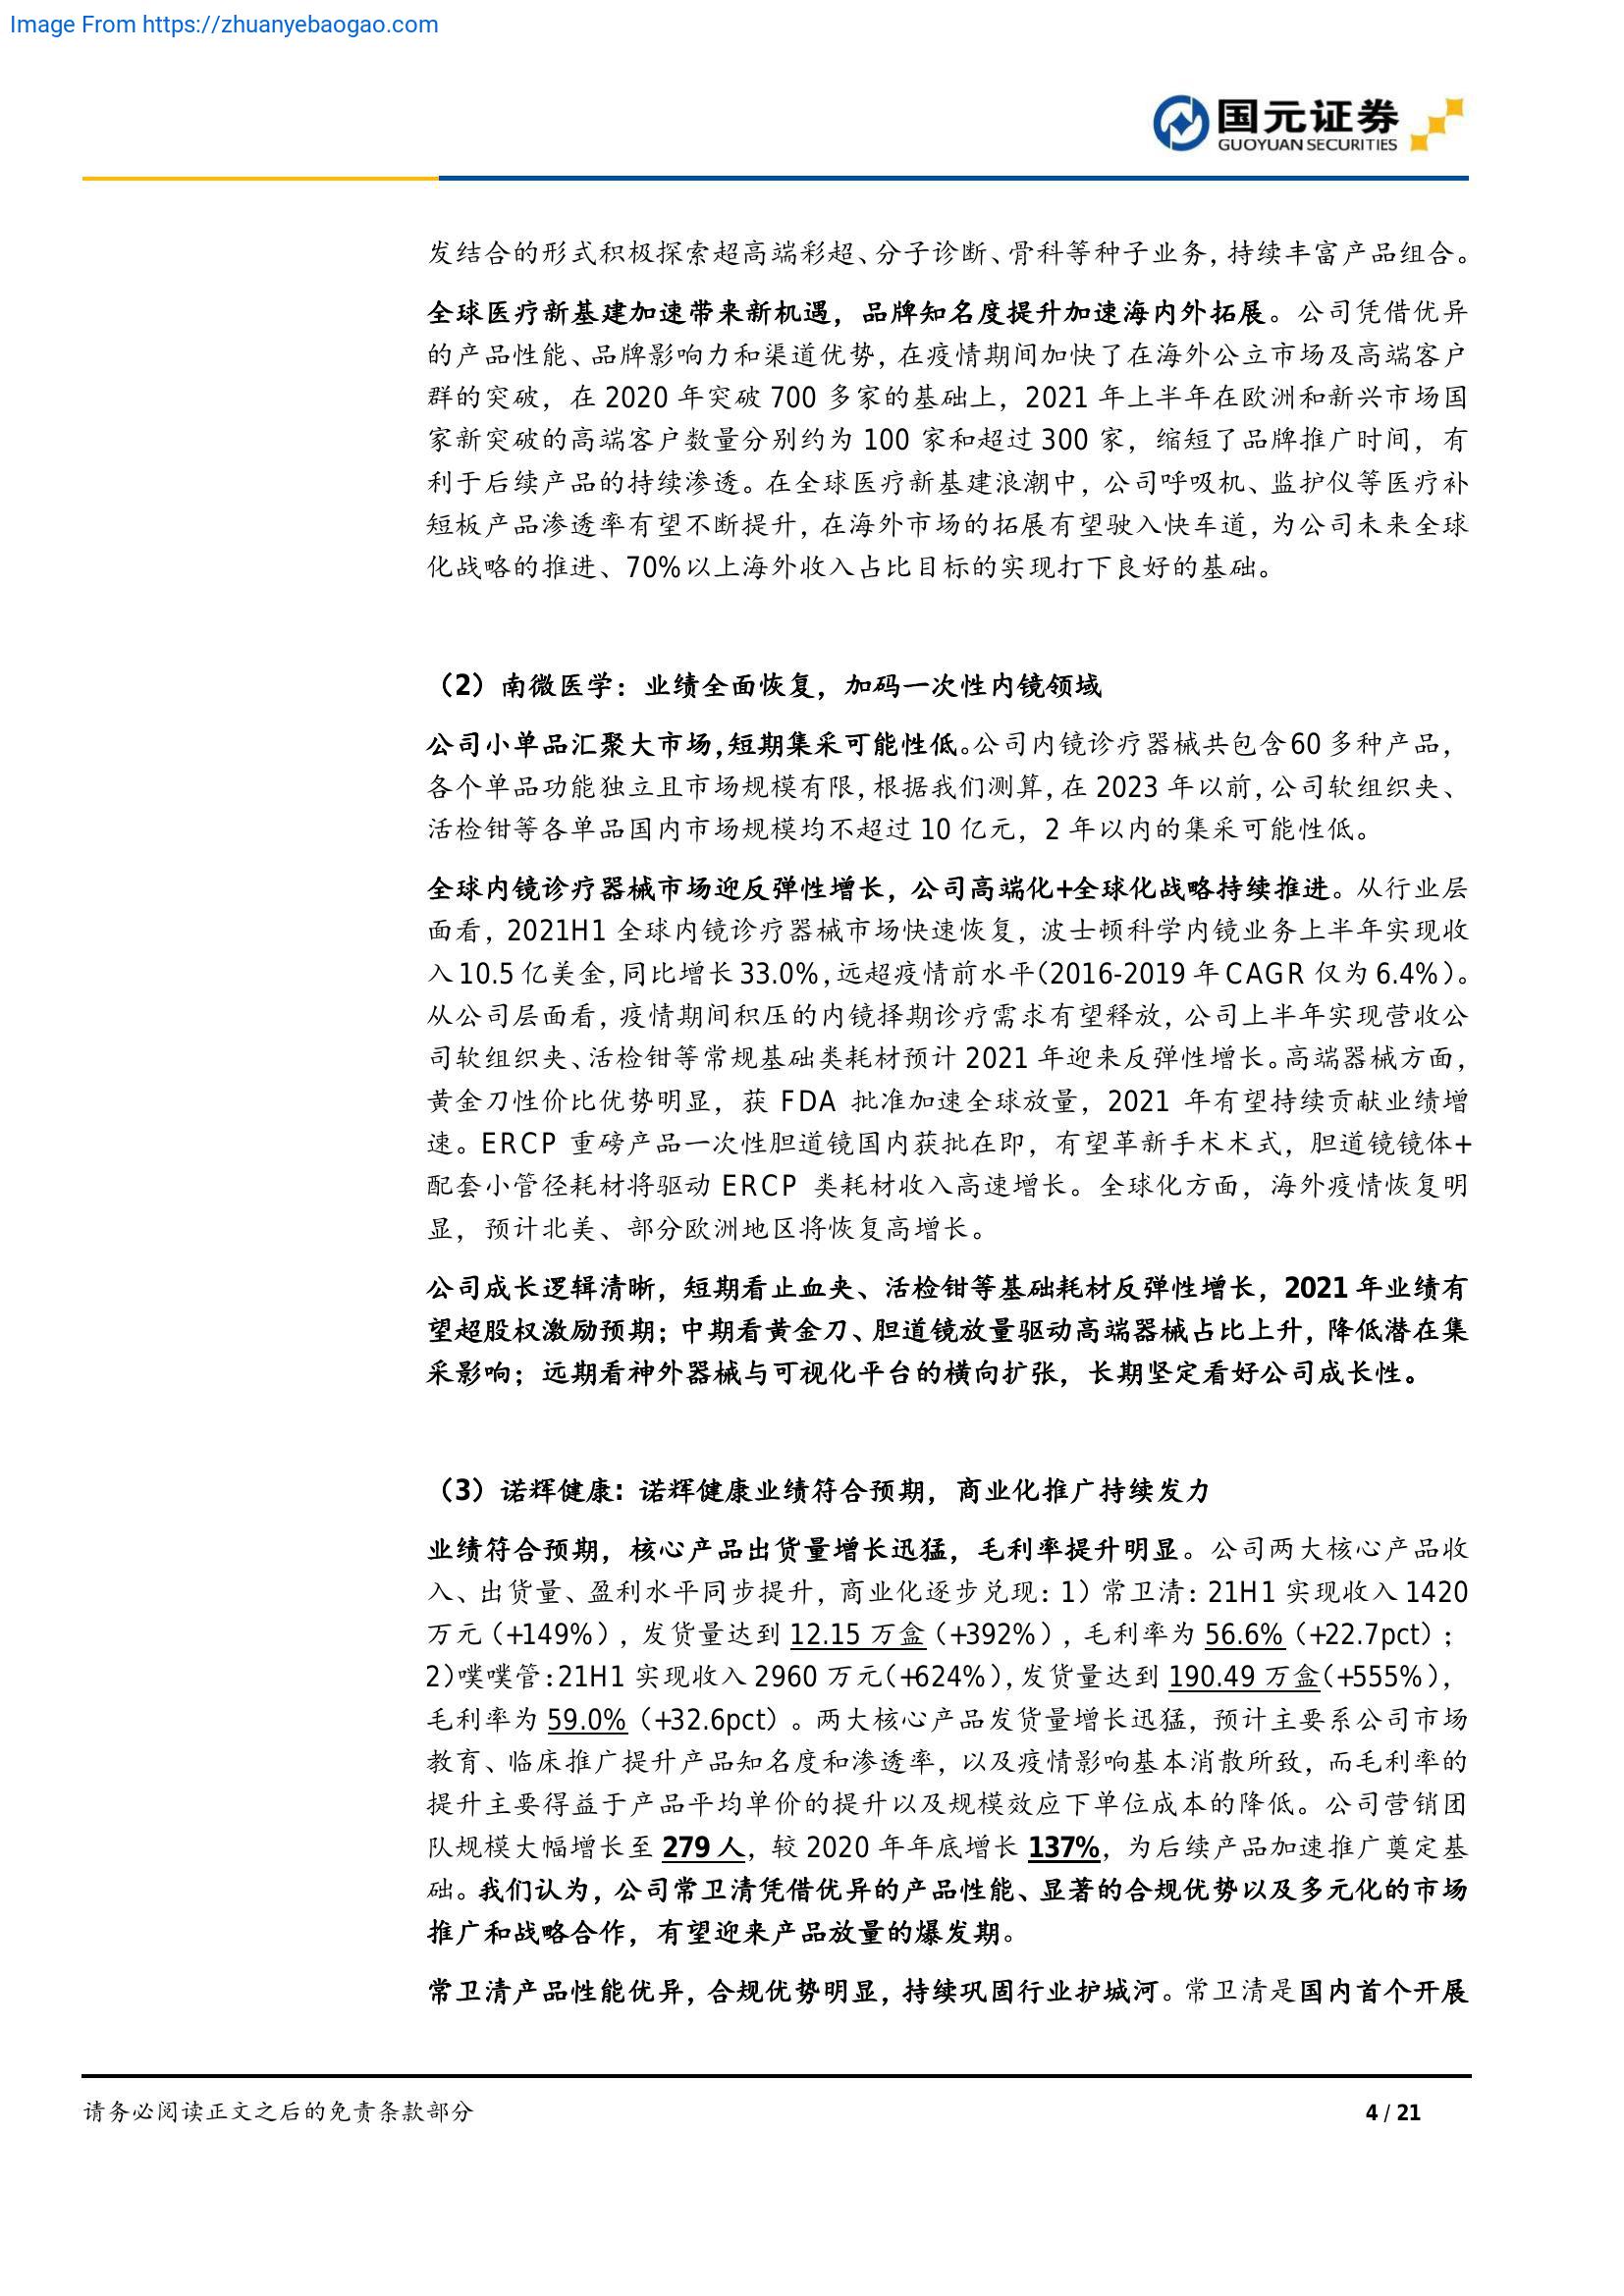 Image From https://zhuanyebaogao.com
国元证券
GUOYUAN SECURITIES
发结合的形式积极探索超高端彩超、分子诊断、骨科等种子业务，持续丰富产品组合。
全球医疗新基建加速带来新机遇，品牌知名度提升加速海内外拓展。公司凭借优异
的产品性能、品牌影响力和渠道优势，在疫情期间加快了在海外公立市场及高端客户
群的突破，在 2020 年突破 700 多家的基础上，2021 年上半年在欧洲和新兴市场国
家新突破的高端客户数量分别约为 100 家和超过 300 家，缩短了品牌推广时间，有
利于后续产品的持续渗透。在全球医疗新基建浪潮中，公司呼吸机、监护仪等医疗补
短板产品渗透率有望不断提升，在海外市场的拓展有望驶入快车道，为公司未来全球
化战略的推进、70%以上海外收入占比目标的实现打下良好的基础。
（2）南微医学：业绩全面恢复，加码一次性内镜领域
公司小单品汇聚大市场，短期集采可能性低。公司内镜诊疗器械共包含 60 多种产品，
各个单品功能独立且市场规模有限，根据我们测算，在 2023 年以前，公司软组织夹、
活检钳等各单品国内市场规模均不超过 10 亿元，2 年以内的集采可能性低。
全球内镜诊疗器械市场迎反弹性增长，公司高端化+全球化战略持续推进。从行业层
面看，2021H1 全球内镜诊疗器械市场快速恢复，波士顿科学内镜业务上半年实现收
入 10.5 亿美金，同比增长 33.0%，远超疫情前水平（2016-2019 年 CAGR 仅为 6.4%）。
从公司层面看，疫情期间积压的内镜择期诊疗需求有望释放，公司上半年实现营收公
司软组织夹、活检钳等常规基础类耗材预计 2021 年迎来反弹性增长。高端器械方面，
黄金刀性价比优势明显，获 FDA 批准加速全球放量，2021 年有望持续贡献业绩增
速。ERCP 重磅产品一次性胆道镜国内获批在即，有望革新手术术式，胆道镜镜体+
配套小管径耗材将驱动 ERCP 类耗材收入高速增长。全球化方面，海外疫情恢复明
显，预计北美、部分欧洲地区将恢复高增长。
公司成长逻辑清晰，短期看止血夹、活检钳等基础耗材反弹性增长，2021 年业绩有
望超股权激励预期；中期看黄金刀、胆道镜放量驱动高端器械占比上升，降低潜在集
采影响；远期看神外器械与可视化平台的横向扩张，长期坚定看好公司成长性。
（3）诺辉健康：诺辉健康业绩符合预期，商业化推广持续发力
业绩符合预期，核心产品出货量增长迅猛，毛利率提升明显。公司两大核心产品收
入、出货量、盈利水平同步提升，商业化逐步兑现：1）常卫清：21H1 实现收入 1420
万元（+149%），发货量达到 12.15 万盒（+392%），毛利率为 56.6%（+22.7pct）；
2）噗噗管：21H1 实现收入 2960 万元（+624%），发货量达到 190.49 万盒（+555%），
毛利率为 59.0%（+32.6pct）。两大核心产品发货量增长迅猛，预计主要系公司市场
教育、临床推广提升产品知名度和渗透率，以及疫情影响基本消散所致，而毛利率的
提升主要得益于产品平均单价的提升以及规模效应下单位成本的降低。公司营销团
队规模大幅增长至 279 人，较 2020 年年底增长 137%，为后续产品加速推广奠定基
础。我们认为，公司常卫清凭借优异的产品性能、显著的合规优势以及多元化的市场
推广和战略合作，有望迎来产品放量的爆发期。
常卫清产品性能优异，合规优势明显，持续巩固行业护城河。常卫清是国内首个开展
请务必阅读正文之后的免责条款部分
4 / 21